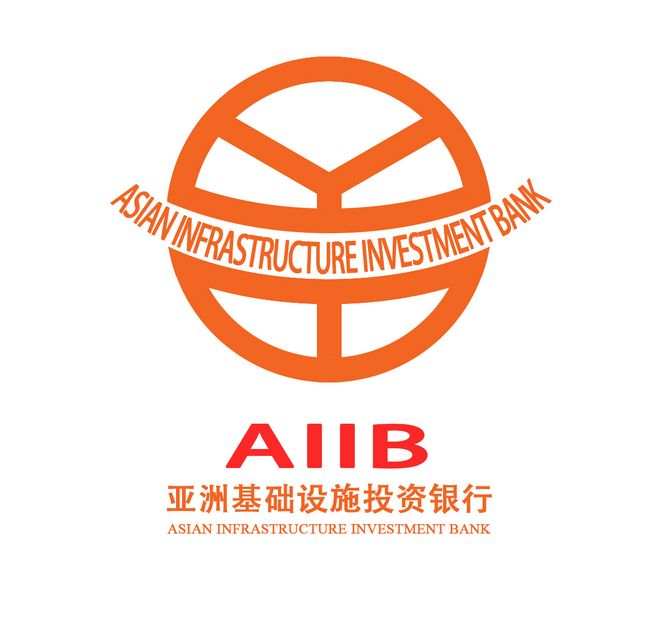 ASIAN INFRASTRUCTURE INVESTMENT BANK
AIIB
亚洲基础设施投资银行
ASIAN INFRASTRUCTURE INVESTMENT BANK